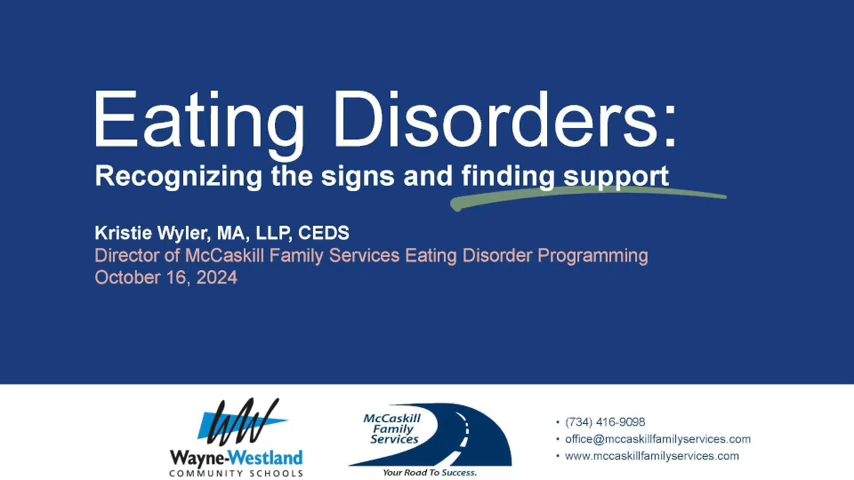 Eating Disorders:
Recognizing the signs and finding support
Kristie Wyler, MA, LLP, CEDS
Director of McCaskill Family Services Eating Disorder Programming
October 16, 2024
WW
Wayne-Westland
COMMUNITY SCHOOLS
McCaskill
Family
Services
Your Road To Success.
• (734) 416-9098
• office@mccaskillfamilyservices.com
• www.mccaskillfamilyservices.com